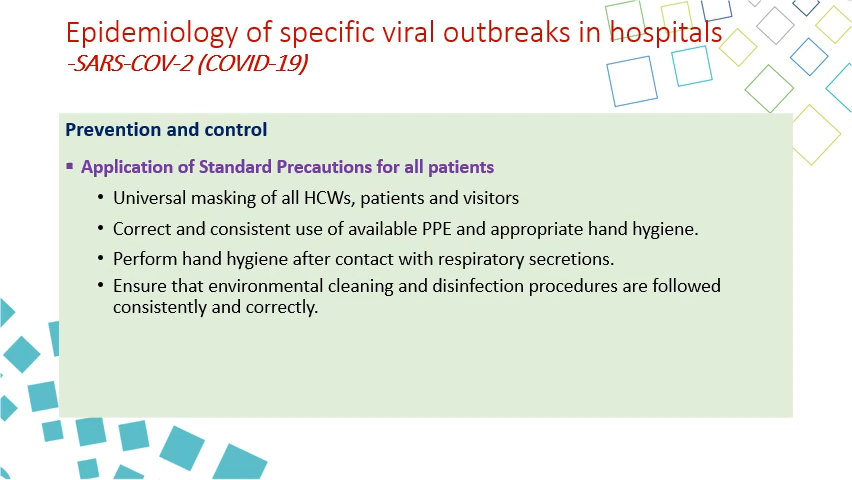 Epidemiology of specific viral outbreaks in hospitals
-SARS-COV-2 (COVID-19)
Prevention and control
▪ Application of Standard Precautions for all patients
• Universal masking of all HCWs, patients and visitors
• Correct and consistent use of available PPE and appropriate hand hygiene.
• Perform hand hygiene after contact with respiratory secretions.
• Ensure that environmental cleaning and disinfection procedures are followed
consistently and correctly.